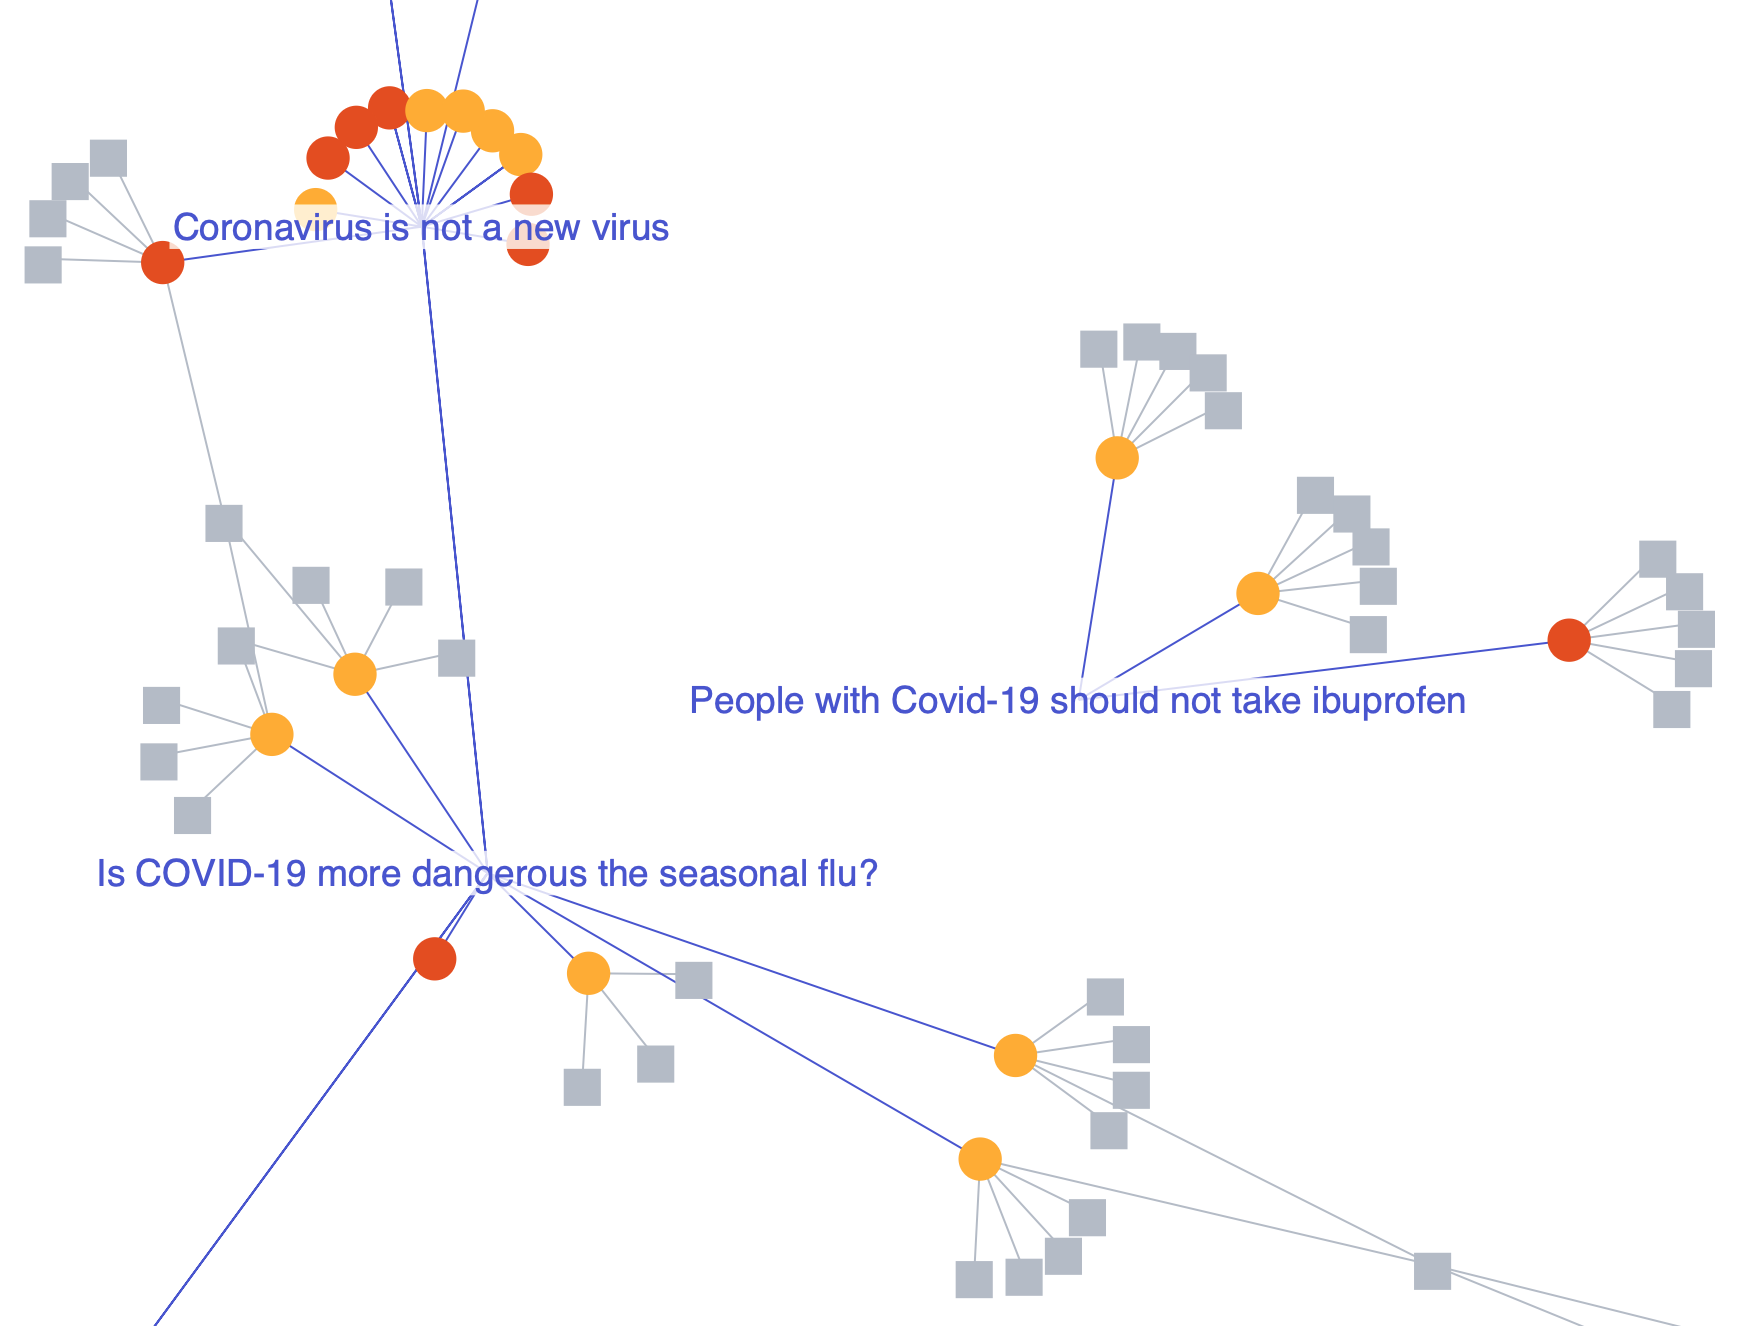 Coronavirus is not a new virus
People with Covid-19 should not take ibuprofen
Is COVID-19 more dangerous the seasonal flu?